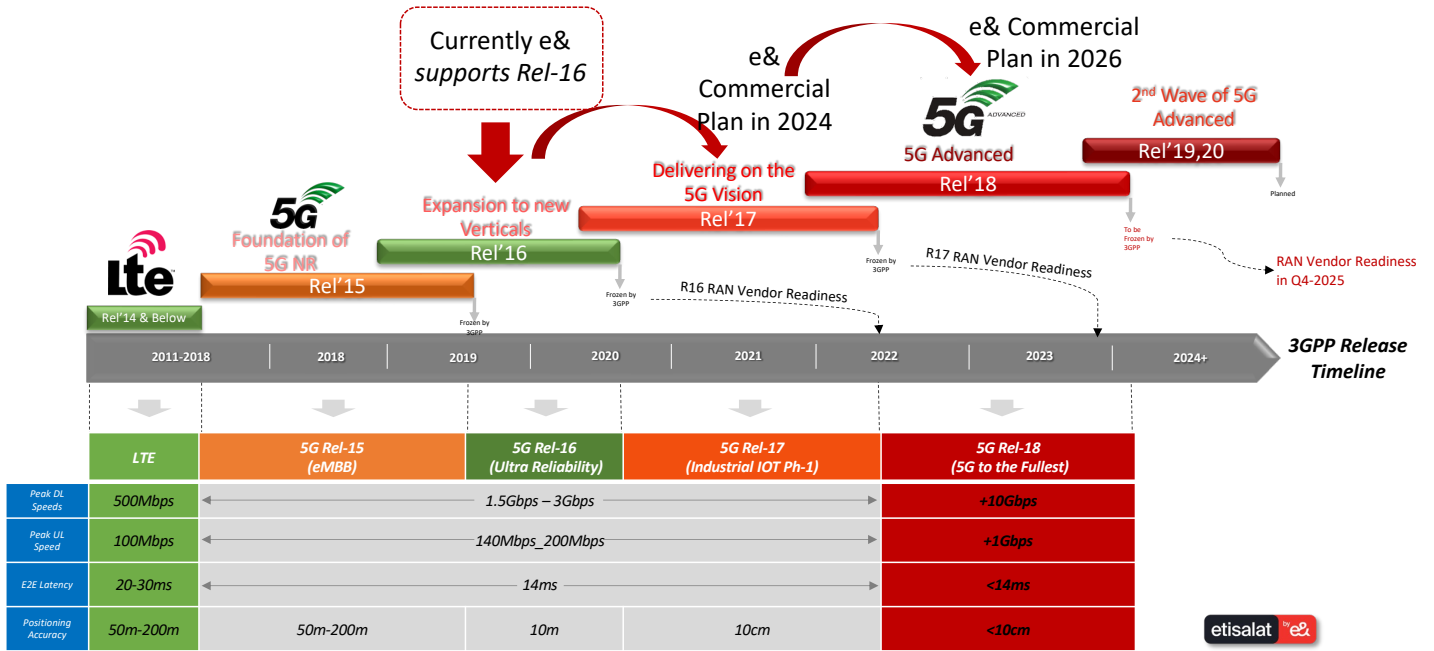 Currently e&
supports Rel-16
e&
Commercial
Plan in 2024
e& Commercial
Plan in 2026
5G
ADVANCED
5G Advanced
2nd Wave of 5G
Advanced
Rel'19,20
Planned
Rel'18
To be
Frozen by
3GPP
Delivering on the
5G Vision
Rel'17
Frozen by
3GPP
Expansion to new
Verticals
Rel'16
Frozen by
3GPP
5G
Foundation of
5G NR
Rel'15
Frozen by
3GPP
Lte™
Rel'14 & Below
R16 RAN Vendor Readiness
R17 RAN Vendor Readiness
RAN Vendor Readiness
in Q4-2025
2011-2018 2018 2019 2020 2021 2022 2023 2024+
3GPP Release
Timeline
LTE
5G Rel-15
(eMBB)
5G Rel-16
(Ultra Reliability)
5G Rel-17
(Industrial IOT Ph-1)
5G Rel-18
(5G to the Fullest)
Peak DL
Speeds
500Mbps
1.5Gbps – 3Gbps
+10Gbps
Peak UL
Speed
100Mbps
140Mbps_200Mbps
+1Gbps
E2E Latency
20-30ms
14ms
<14ms
Positioning
Accuracy
50m-200m
50m-200m
10m
10cm
<10cm
etisalat by e&